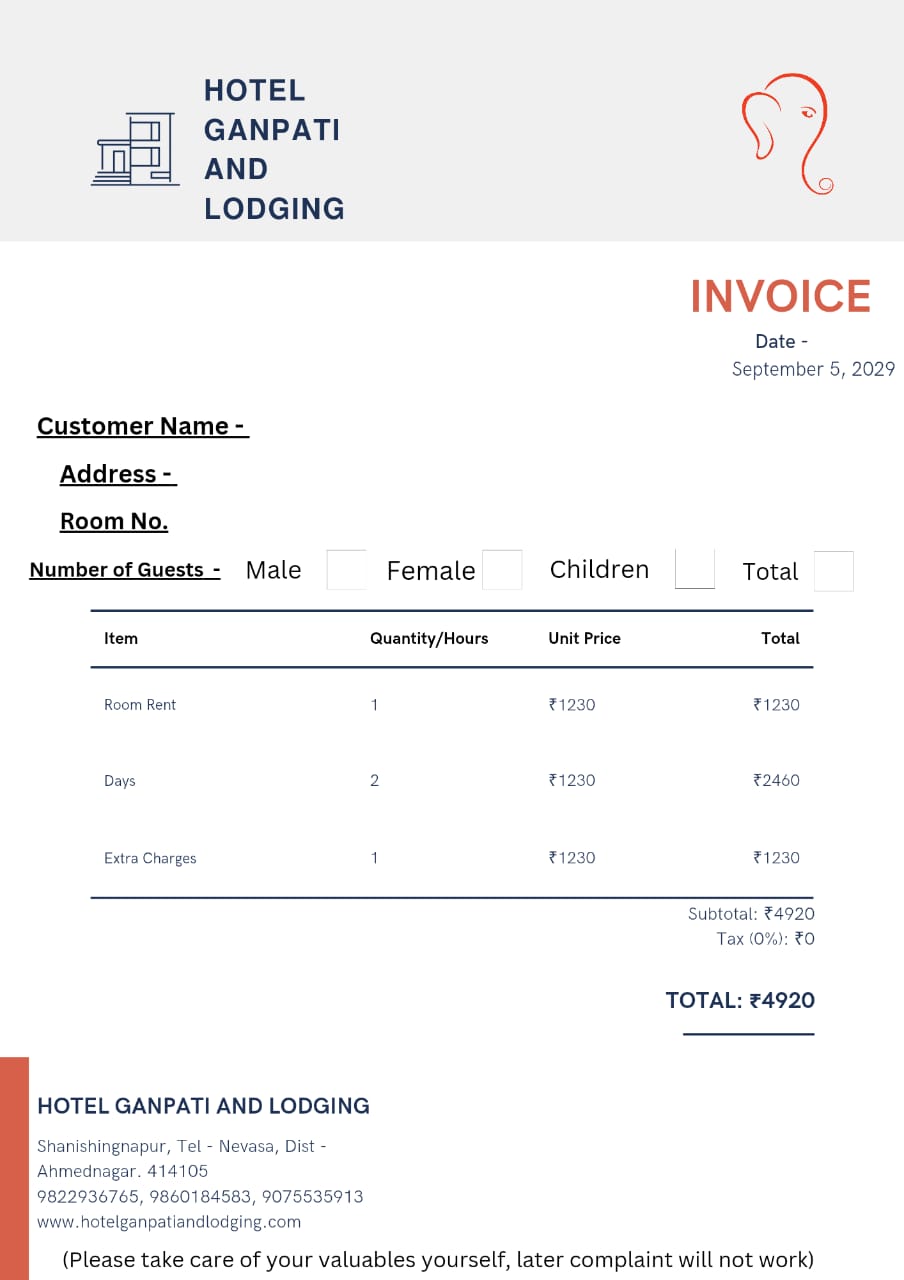 HOTEL
GANPATI
AND
LODGING
INVOICE
Date -
September 5, 2029
Customer Name -
Address -
Room No.
Number of Guests - Male Female Children Total
Item Quantity/Hours Unit Price Total
Room Rent 1 ₹1230 ₹1230
Days 2 ₹1230 ₹2460
Extra Charges 1 ₹1230 ₹1230
Subtotal: ₹4920
Tax (0%): ₹0
TOTAL: ₹4920
HOTEL GANPATI AND LODGING
Shanishingnapur, Tel - Nevasa, Dist -
Ahmednagar. 414105
9822936765, 9860184583, 9075535913
www.hotelganpatiandlodging.com
(Please take care of your valuables yourself, later complaint will not work)